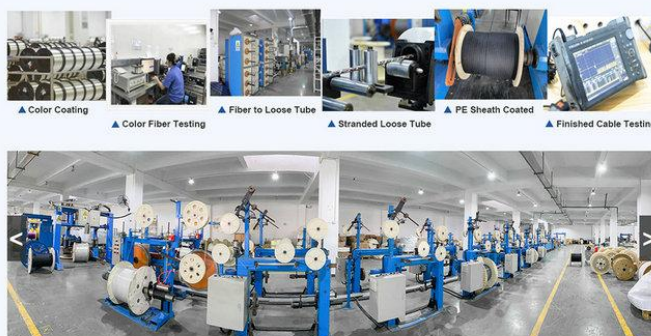 ▲ Color Coating
▲ Color Fiber Testing
▲ Fiber to Loose Tube
▲ Stranded Loose Tube
▲ PE Sheath Coated
▲ Finished Cable Testin
< >